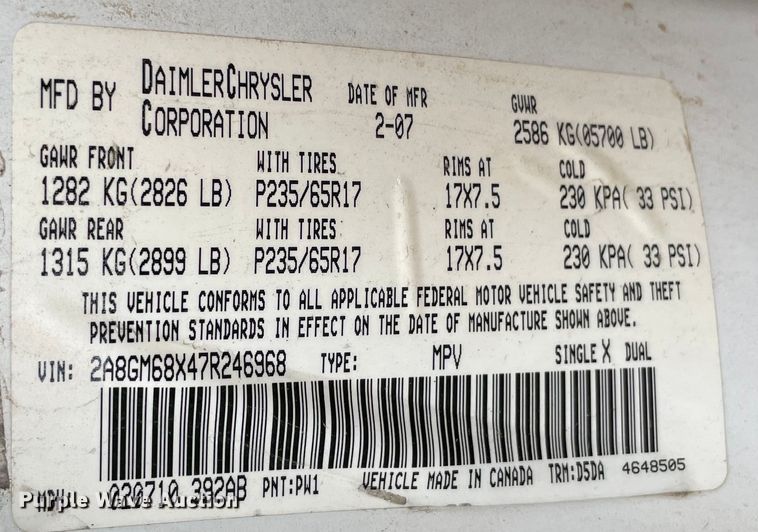 MFD BY DAIMLERCHRYSLER CORPORATION DATE OF MFR 2-07 GVWR 2586 KG(05700 LB)
GAWR FRONT WITH TIRES RIMS AT COLD
1282 KG(2826 LB) P235/65R17 17X7.5 230 KPA( 33 PSI)
GAWR REAR WITH TIRES RIMS AT COLD
1315 KG(2899 LB) P235/65R17 17X7.5 230 KPA( 33 PSI)
THIS VEHICLE CONFORMS TO ALL APPLICABLE FEDERAL MOTOR VEHICLE SAFETY AND THEFT
PREVENTION STANDARDS IN EFFECT ON THE DATE OF MANUFACTURE SHOWN ABOVE.
VIN: 2A8GM68X47R246968 TYPE: MPV SINGLE X DUAL
020710 392AB PNT:PW1 VEHICLE MADE IN CANADA TRM:D5DA 4648505
Purple Wave Auction